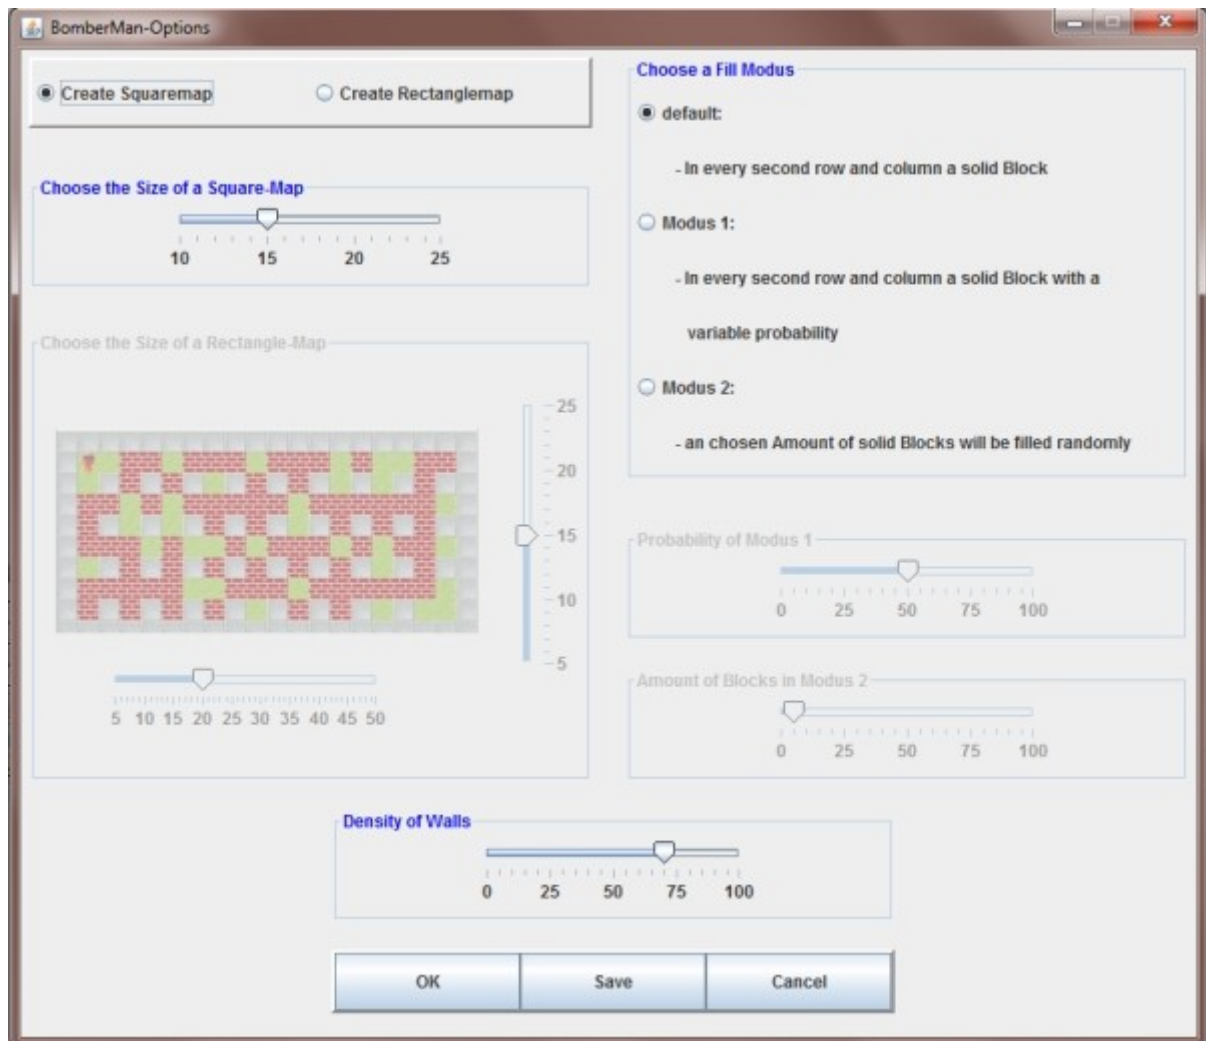 BomberMan-Options
Create Squaremap
Create Rectanglemap
Choose the Size of a Square-Map
10 15 20 25
Choose the Size of a Rectangle-Map
25
20
15
10
5
5 10 15 20 25 30 35 40 45 50
Choose a Fill Modus
default:
- In every second row and column a solid Block
Modus 1:
- In every second row and column a solid Block with a
variable probability
Modus 2:
- an chosen Amount of solid Blocks will be filled randomly
Probability of Modus 1
0 25 50 75 100
Amount of Blocks in Modus 2
0 25 50 75 100
Density of Walls
0 25 50 75 100
OK Save Cancel